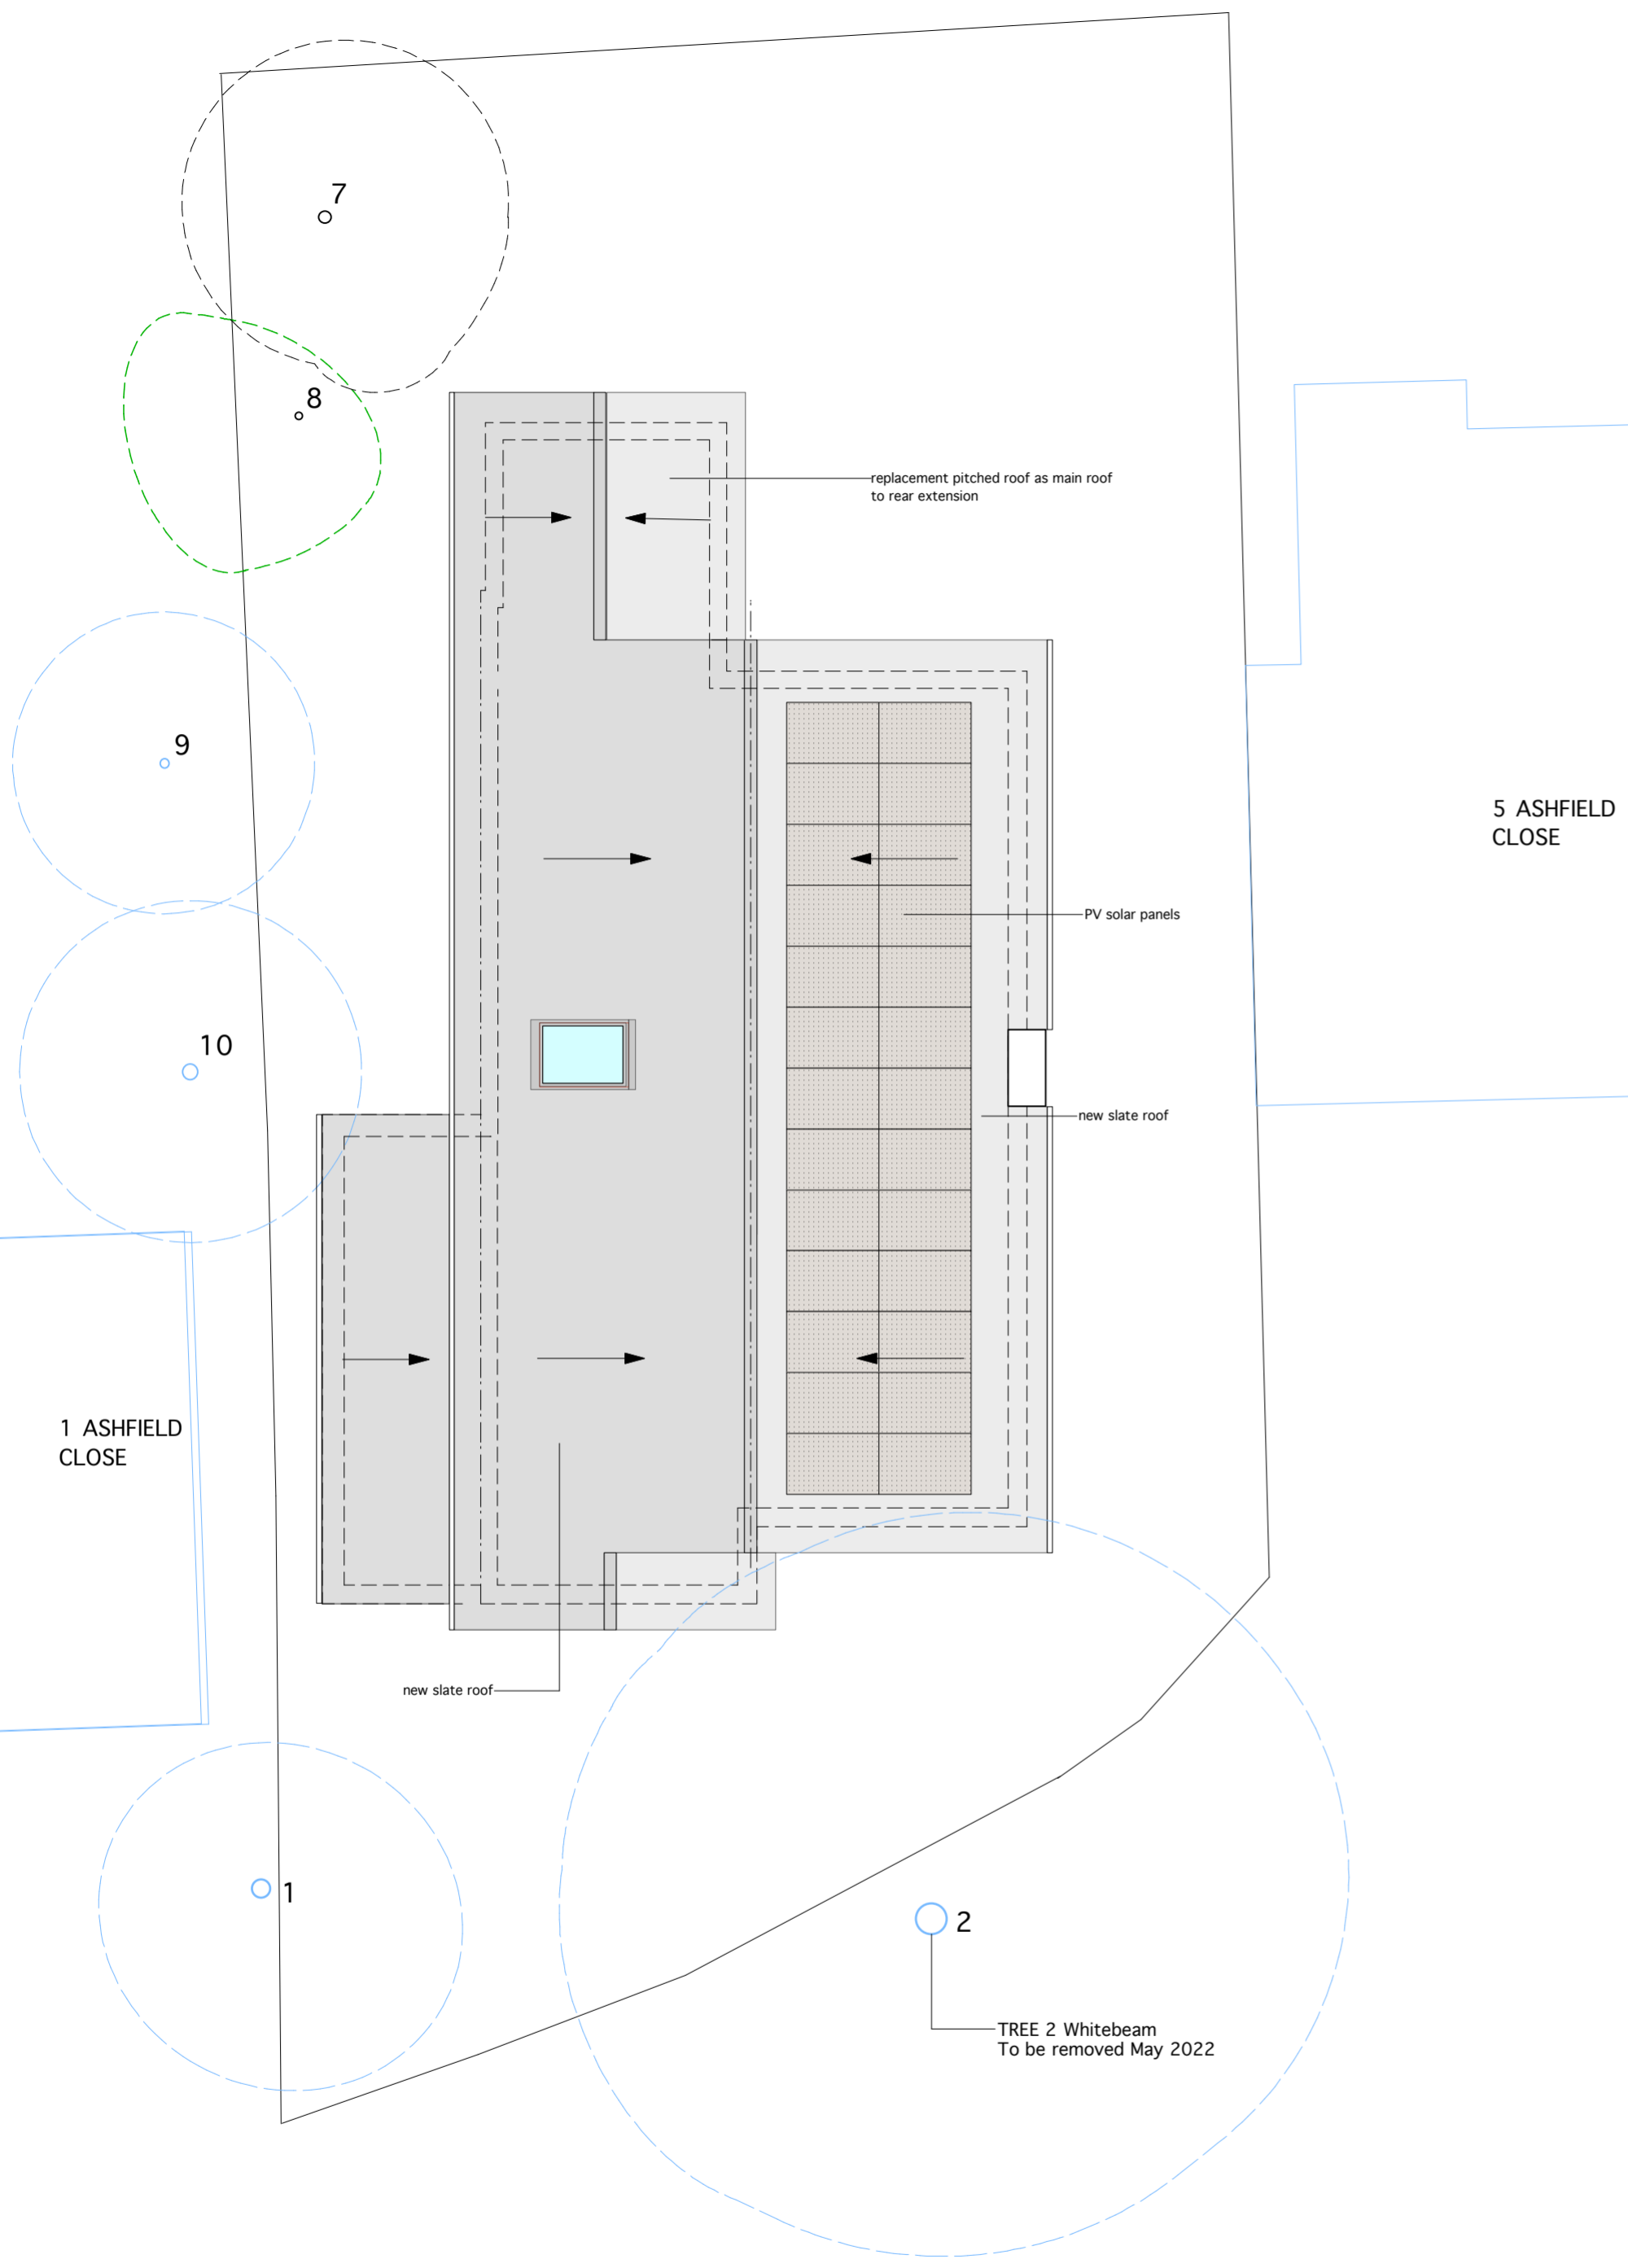 7
8
replacement pitched roof as main roof
to rear extension
9
5 ASHFIELD
CLOSE
PV solar panels
10
new slate roof
1 ASHFIELD
CLOSE
new slate roof
1
2
TREE 2 Whitebeam
To be removed May 2022